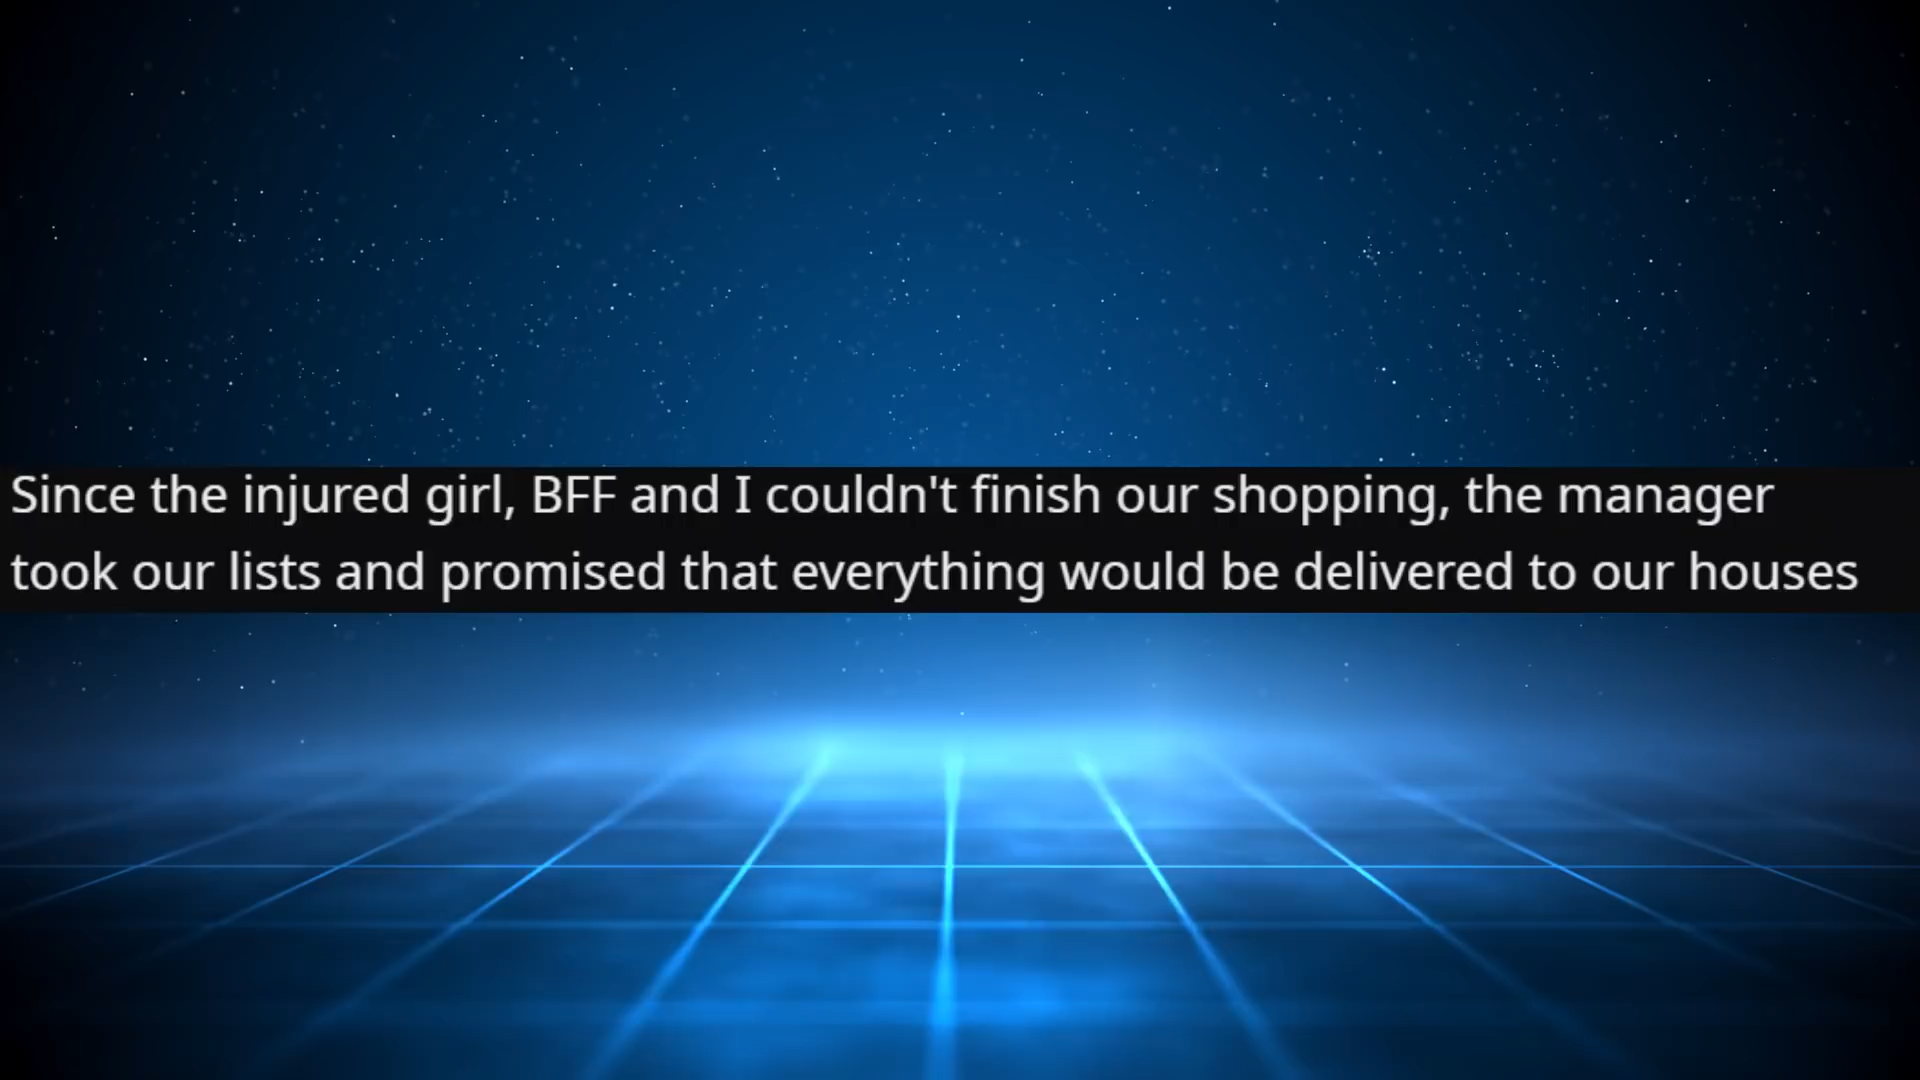 Since the injured girl, BFF and I couldn't finish our shopping, the manager
took our lists and promised that everything would be delivered to our houses